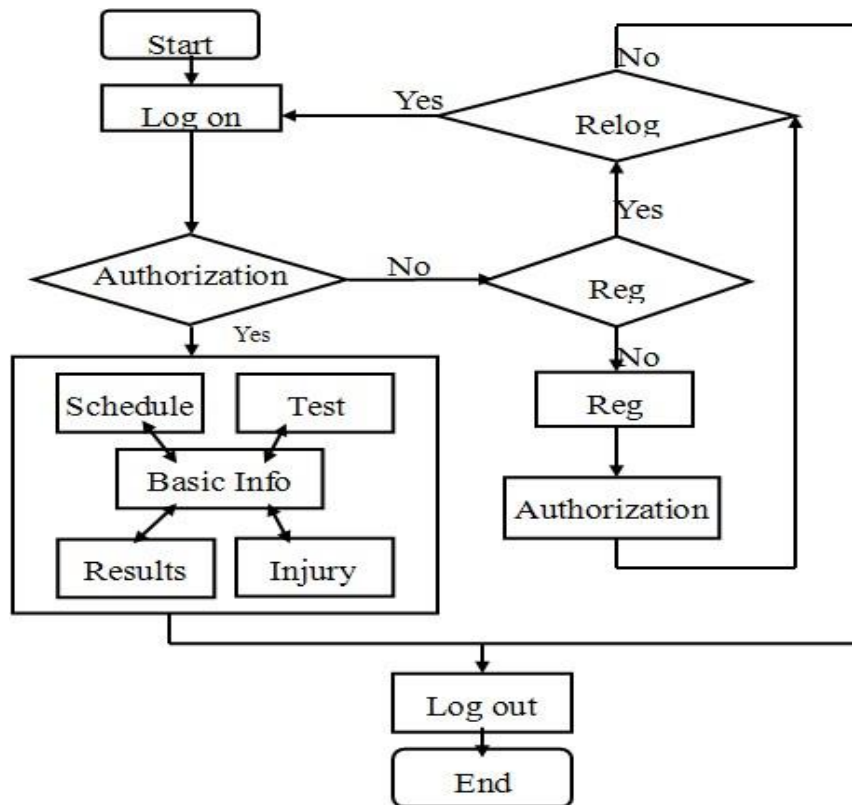 Start
No
Log on
Yes
Relog
Yes
Authorization
No
Reg
Yes
No
Schedule
Test
Reg
Basic Info
Authorization
Results
Injury
Log out
End